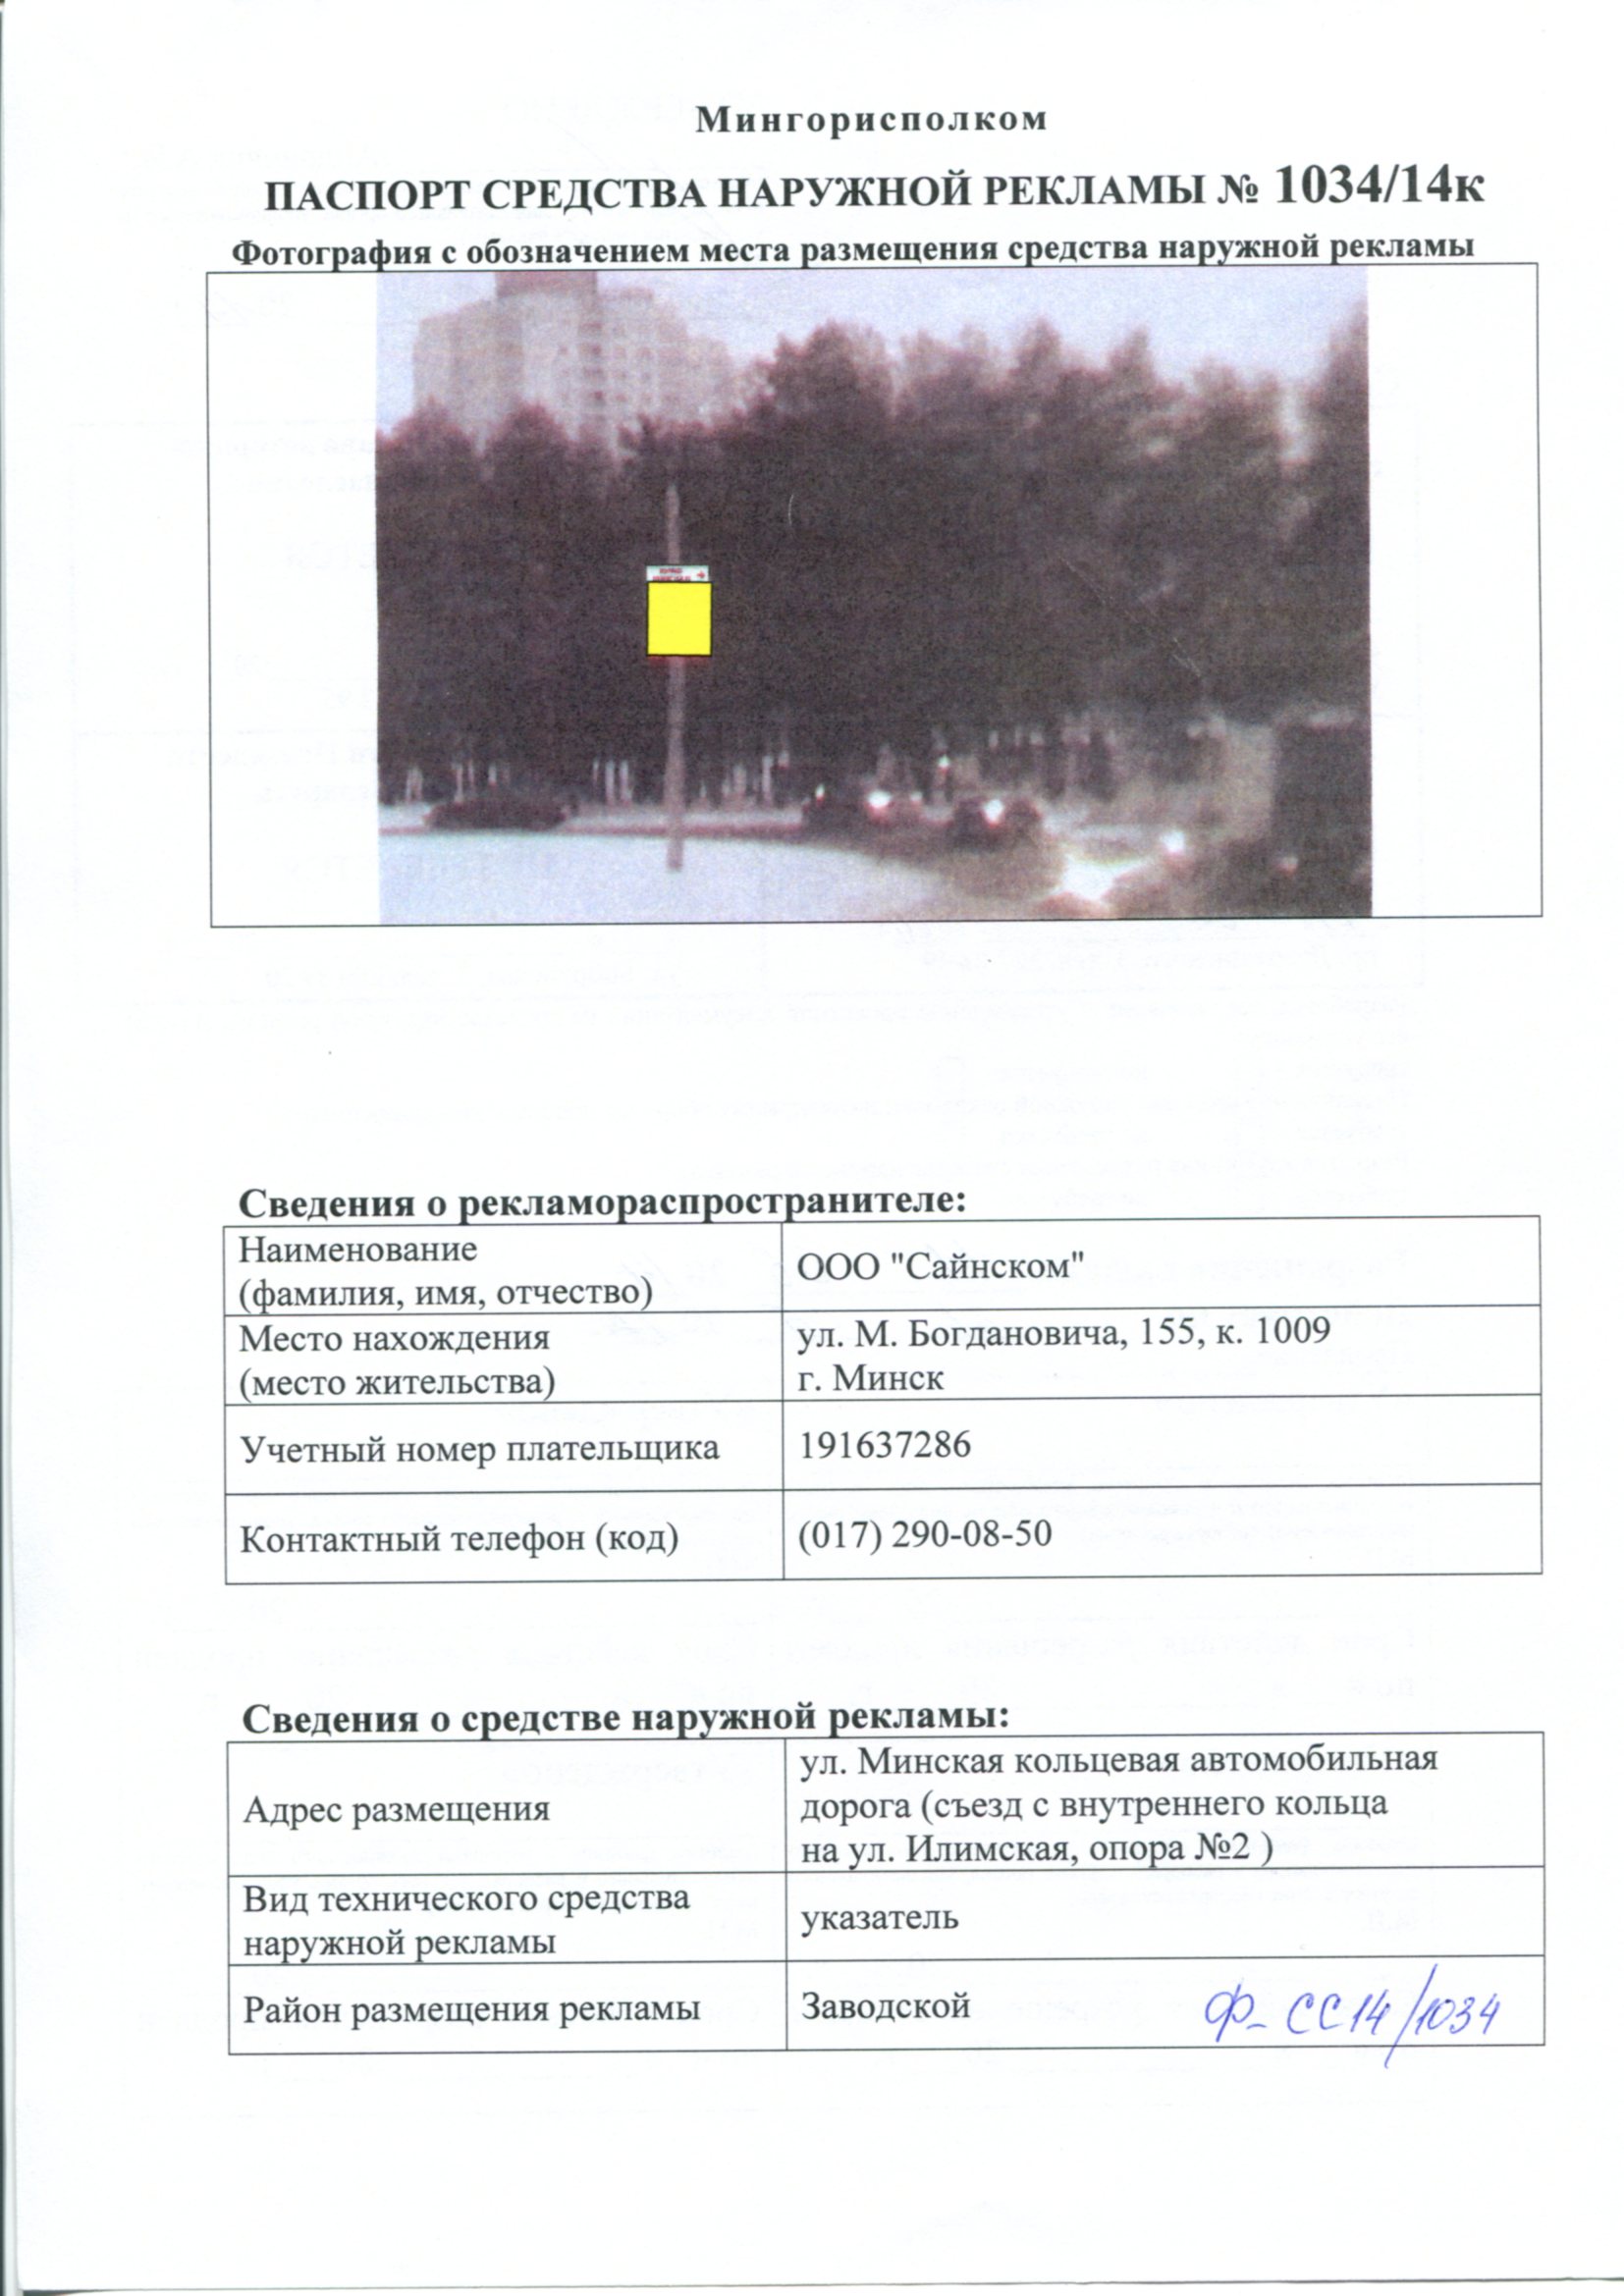 Мингорисполком
ПАСПОРТ СРЕДСТВА НАРУЖНОЙ РЕКЛАМЫ № 1034/14к
Фотография с обозначением места размещения средства наружной рекламы
Сведения о рекламораспространителе:
Наименование
(фамилия, имя, отчество)
ООО "Сайнском"
Место нахождения
(место жительства)
ул. М. Богдановича, 155, к. 1009
г. Минск
Учетный номер плательщика
191637286
Контактный телефон (код)
(017) 290-08-50
Сведения о средстве наружной рекламы:
Адрес размещения
ул. Минская кольцевая автомобильная
дорога (съезд с внутреннего кольца
на ул. Илимская, опора №2 )
Вид технического средства
наружной рекламы
указатель
Район размещения рекламы
Заводской
Ф- СС14/1034